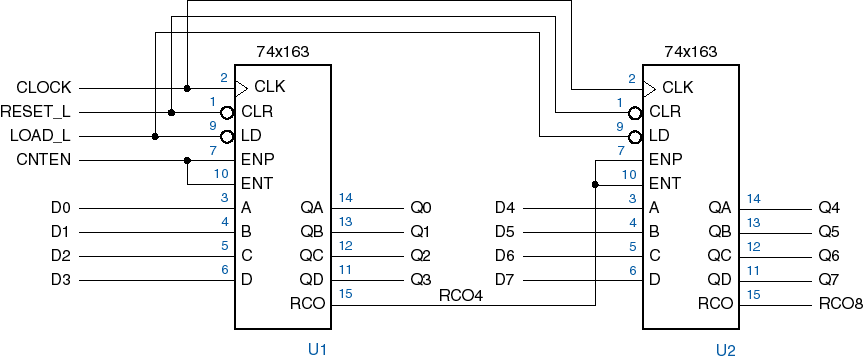 74x163
CLOCK 2 CLK
RESET_L 1 CLR
LOAD_L 9 LD
CNTEN 7 ENP
10 ENT
D0 3 A QA 14 Q0
D1 4 B QB 13 Q1
D2 5 C QC 12 Q2
D3 6 D QD 11 Q3
RCO 15 RCO4
U1
74x163
2 CLK
1 CLR
9 LD
7 ENP
10 ENT
D4 3 A QA 14 Q4
D5 4 B QB 13 Q5
D6 5 C QC 12 Q6
D7 6 D QD 11 Q7
RCO 15 RCO8
U2